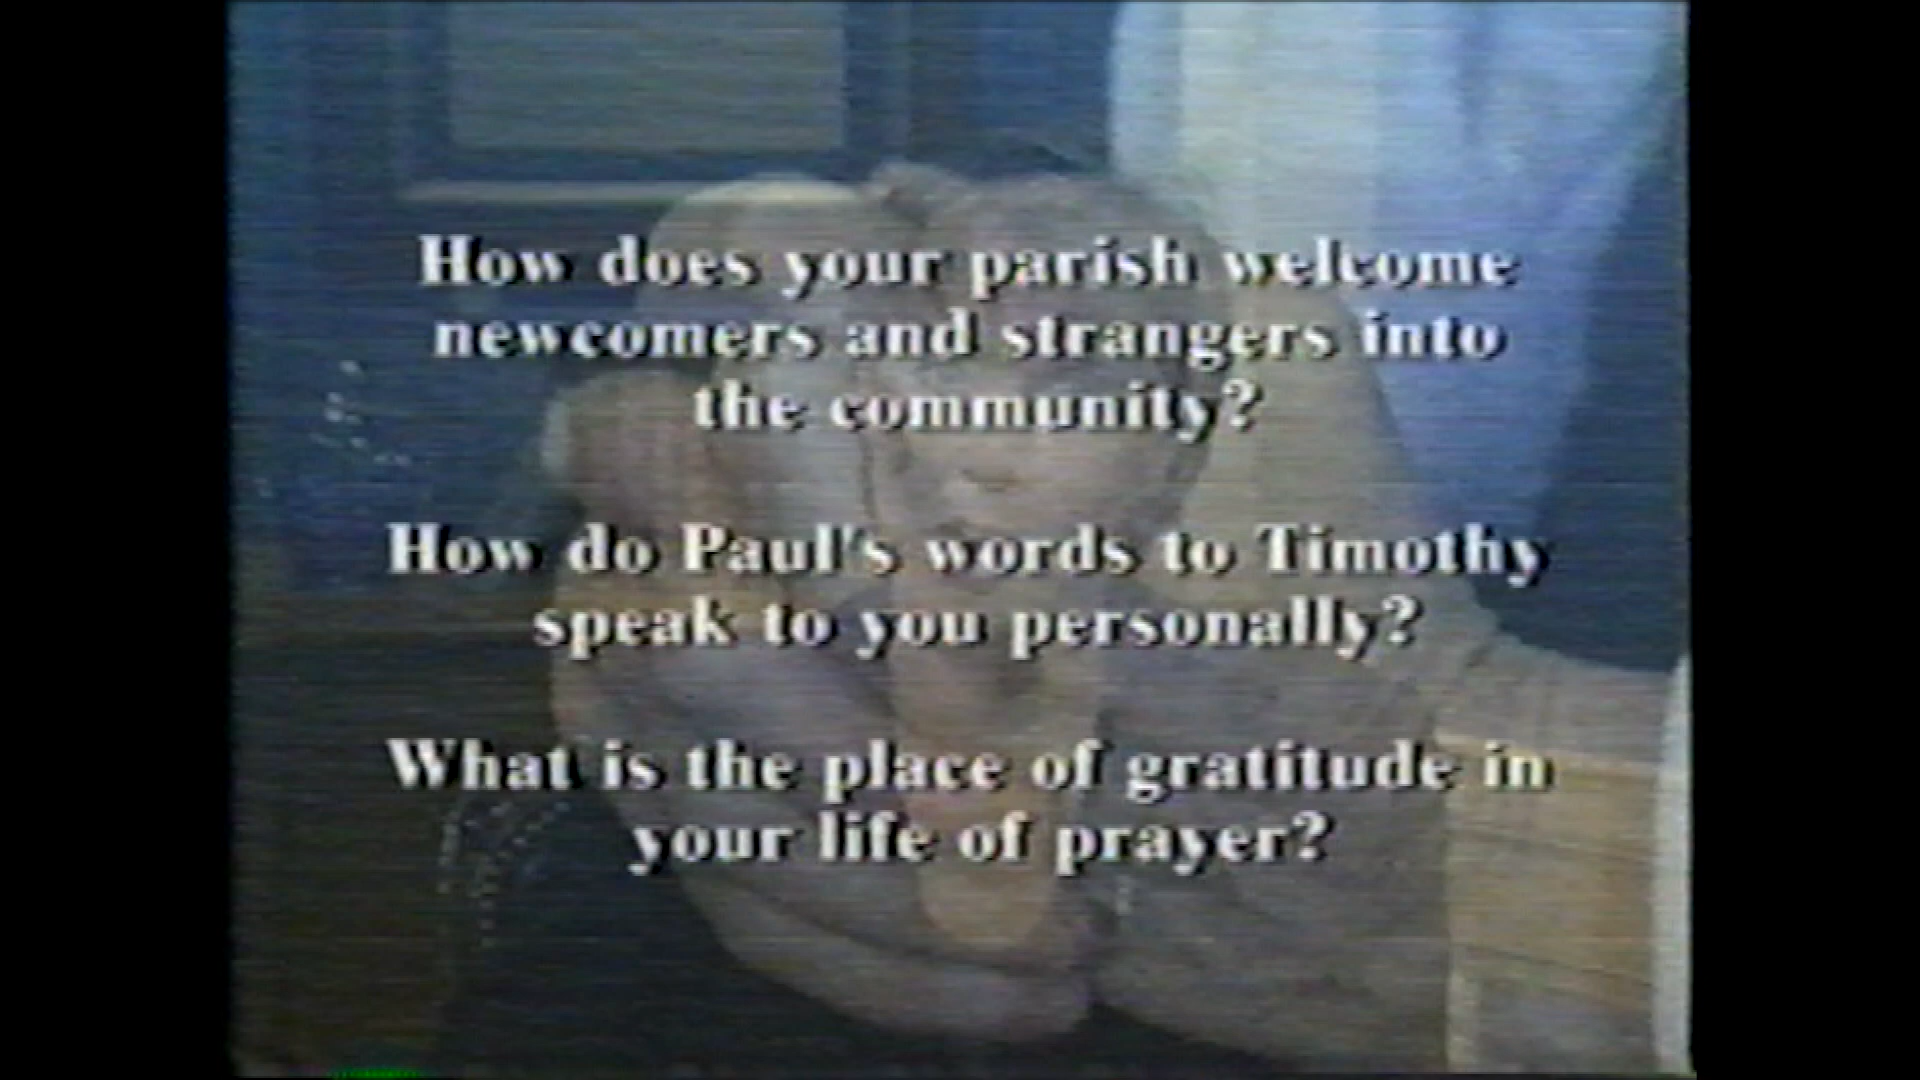 How does your parish welcome
newcomers and strangers into
the community?
How do Paul's words to Timothy
speak to you personally?
What is the place of gratitude in
your life of prayer?